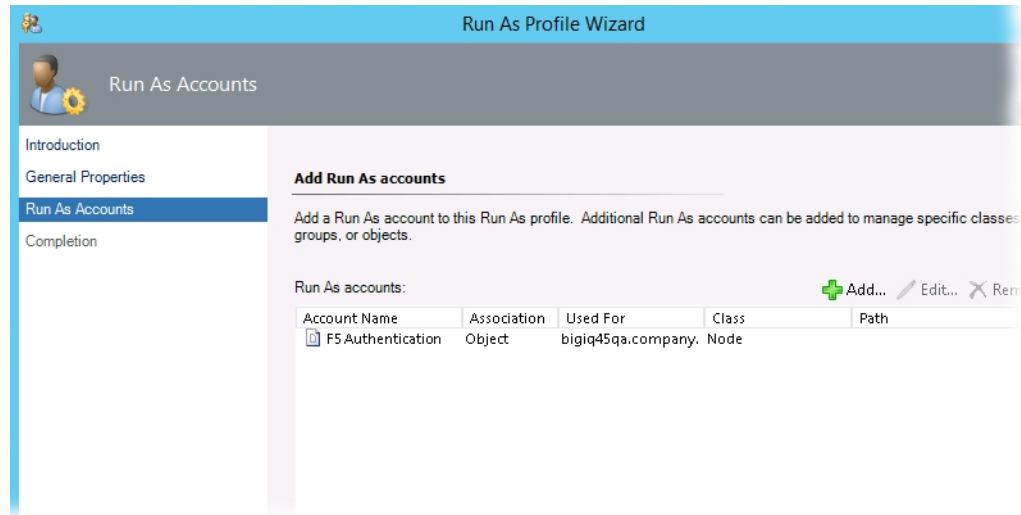 Run As Profile Wizard
Run As Accounts
Introduction
General Properties
Run As Accounts
Completion
Add Run As accounts
Add a Run As account to this Run As profile. Additional Run As accounts can be added to manage specific classes
groups, or objects.
Run As accounts:
Add... Edit...
Account Name Association Used For Class Path
F5 Authentication Object bigiq45qa.company. Node